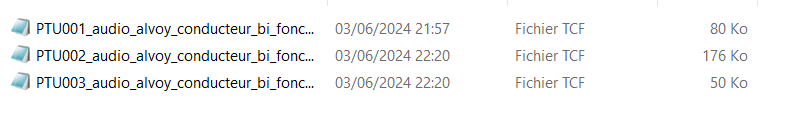 PTU001_audio_alvoy_conducteur_bi_fonc... 03/06/2024 21:57 Fichier TCF 80 Ko
PTU002_audio_alvoy_conducteur_bi_fonc... 03/06/2024 22:20 Fichier TCF 176 Ko
PTU003_audio_alvoy_conducteur_bi_fonc... 03/06/2024 22:20 Fichier TCF 50 Ko